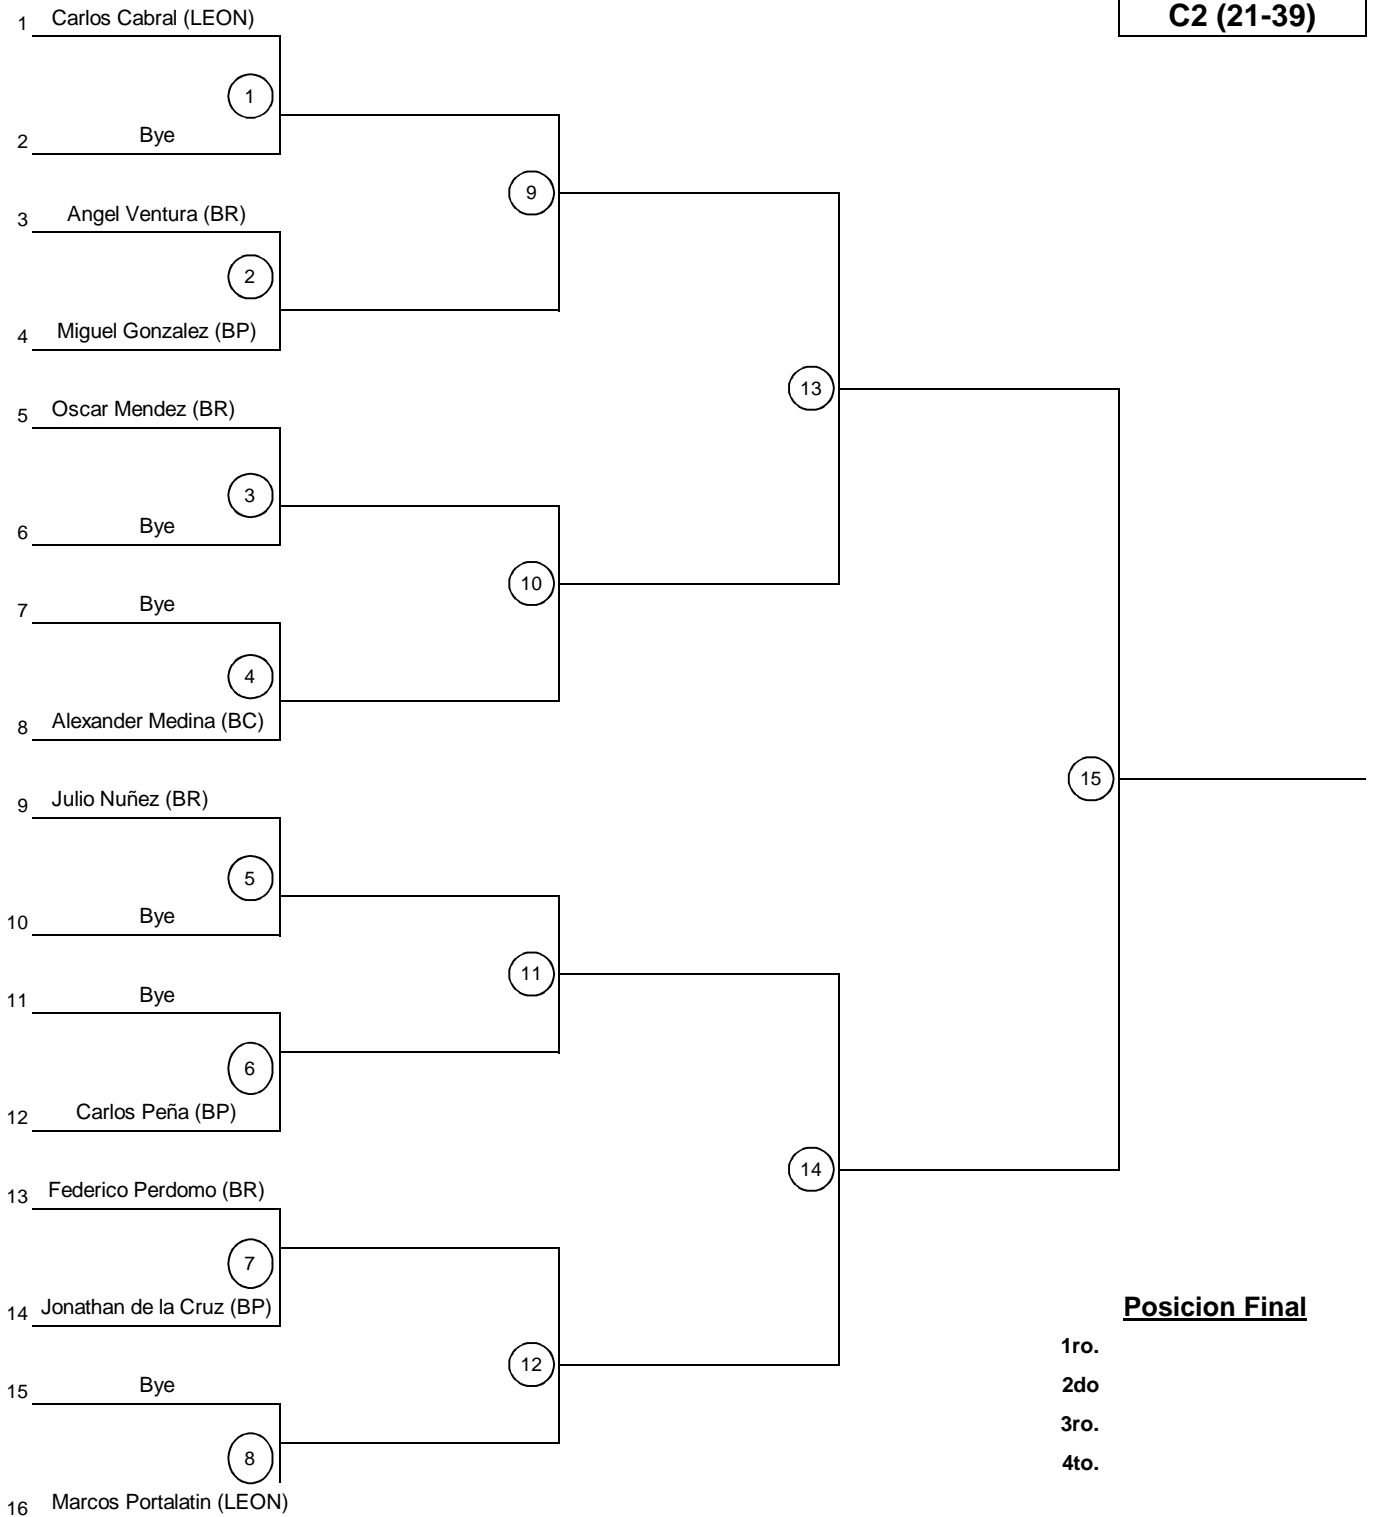 C2 (21-39)
1 Carlos Cabral (LEON)
1
2 Bye
9
3 Angel Ventura (BR)
2
4 Miguel Gonzalez (BP)
13
5 Oscar Mendez (BR)
3
6 Bye
10
7 Bye
4
8 Alexander Medina (BC)
15
9 Julio Nuñez (BR)
5
10 Bye
11
11 Bye
6
12 Carlos Peña (BP)
14
13 Federico Perdomo (BR)
7
14 Jonathan de la Cruz (BP)
12
15 Bye
8
16 Marcos Portalatin (LEON)
Posicion Final
1ro.
2do
3ro.
4to.